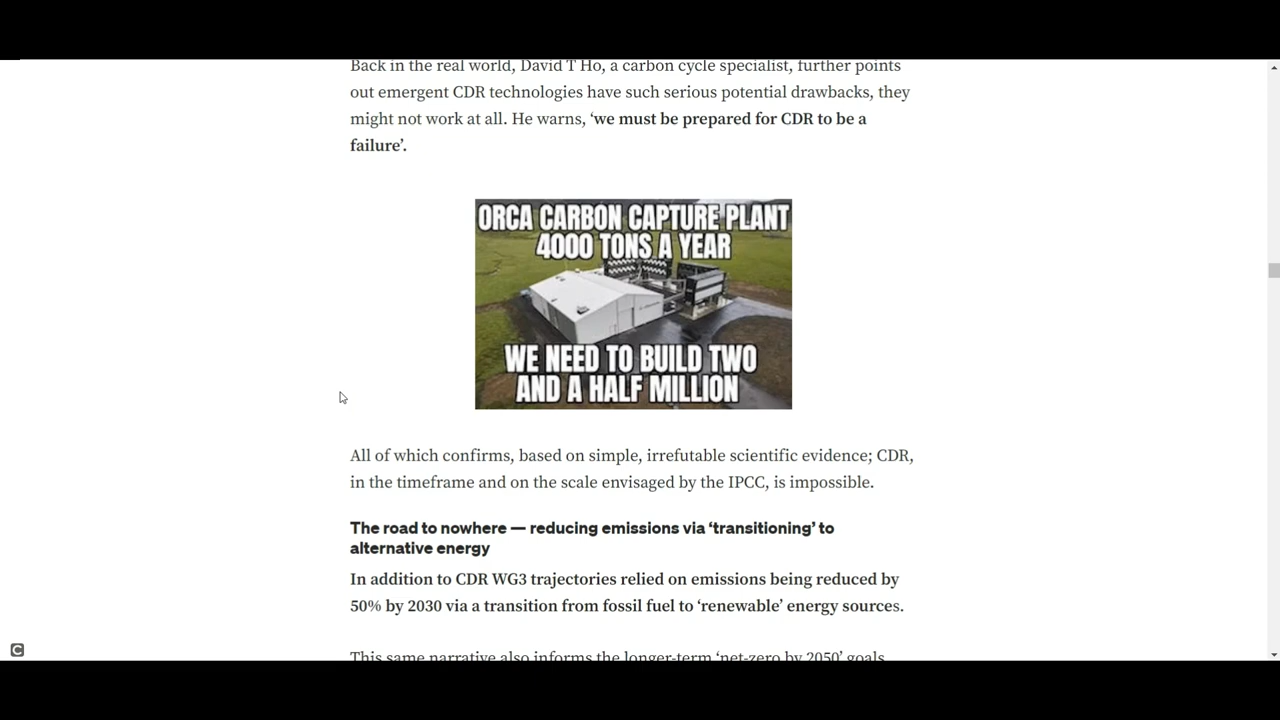 Back in the real world, David T Ho, a carbon cycle specialist, further points
out emergent CDR technologies have such serious potential drawbacks, they
might not work at all. He warns, ‘we must be prepared for CDR to be a
failure’.
ORCA CARBON CAPTURE PLANT
4000 TONS A YEAR
WE NEED TO BUILD TWO
AND A HALF MILLION
All of which confirms, based on simple, irrefutable scientific evidence; CDR,
in the timeframe and on the scale envisaged by the IPCC, is impossible.
The road to nowhere — reducing emissions via ‘transitioning’ to
alternative energy
In addition to CDR WG3 trajectories relied on emissions being reduced by
50% by 2030 via a transition from fossil fuel to ‘renewable’ energy sources.
This same narrative also informs the longer-term ‘net-zero by 2050’ goals
C